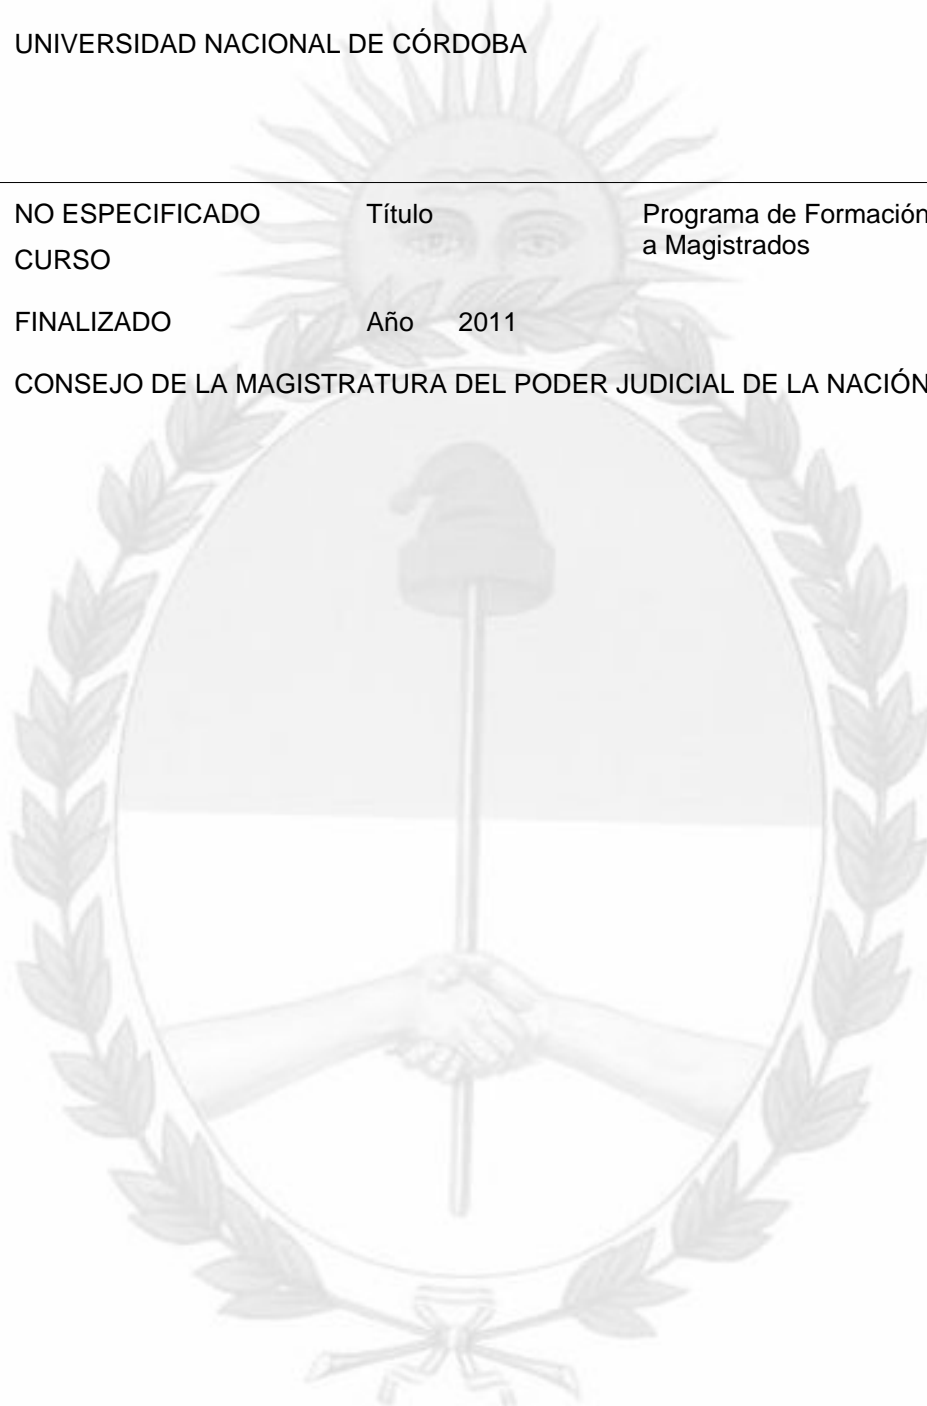 UNIVERSIDAD NACIONAL DE CÓRDOBA
NO ESPECIFICADO Título Programa de Formación
a Magistrados
CURSO
FINALIZADO Año 2011
CONSEJO DE LA MAGISTRATURA DEL PODER JUDICIAL DE LA NACIÓN